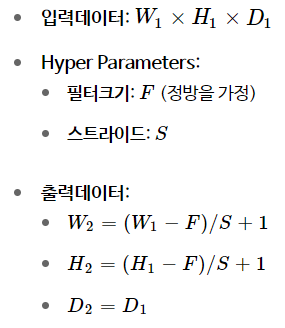 입력데이터: W₁ × H₁ × D₁
Hyper Parameters:
필터크기: F (정방을 가정)
스트라이드: S
출력데이터:
W₂ = (W₁ − F)/S + 1
H₂ = (H₁ − F)/S + 1
D₂ = D₁